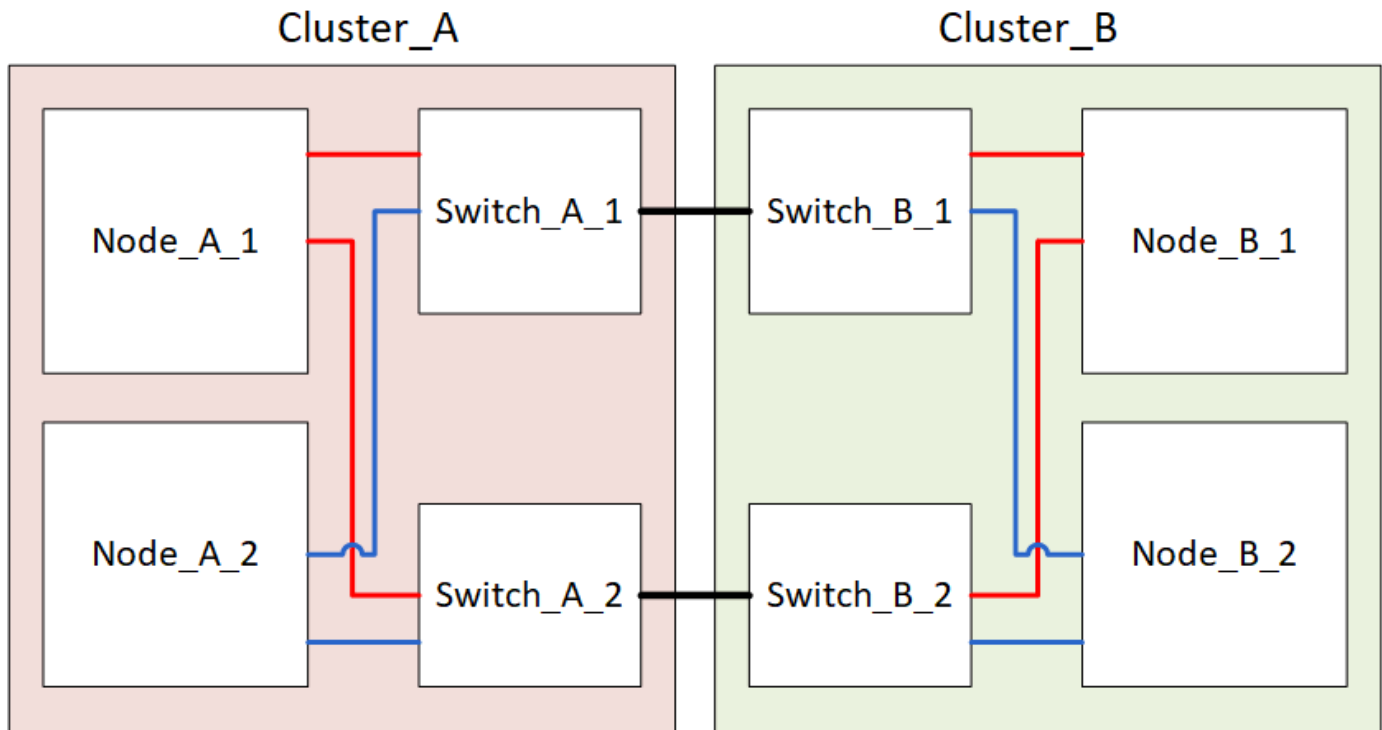 Cluster_A
Cluster_B
Node_A_1
Switch_A_1
Switch_B_1
Node_B_1
Node_A_2
Switch_A_2
Switch_B_2
Node_B_2